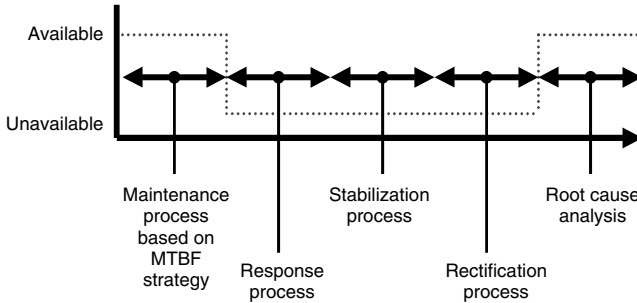 Available
Unavailable
Maintenance
process
based on
MTBF
strategy
Response
process
Stabilization
process
Rectification
process
Root cause
analysis